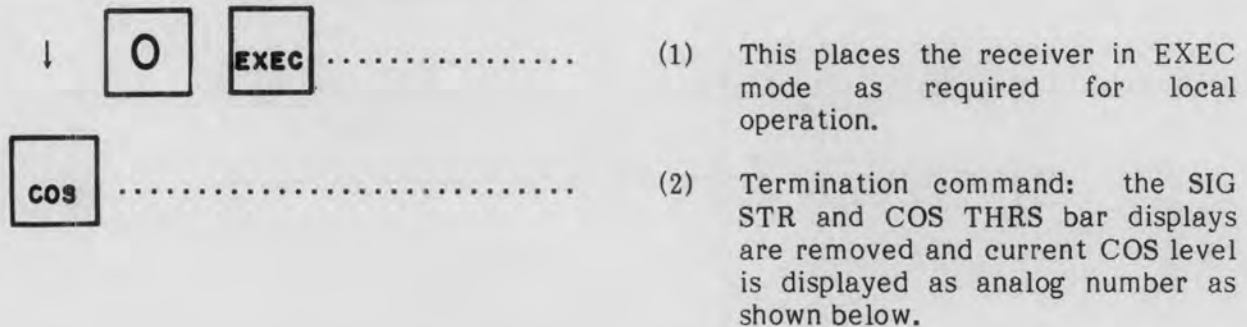 ↓ 0 EXEC ................ (1) This places the receiver in EXEC
mode as required for local
operation.
COS ............................. (2) Termination command: the SIG
STR and COS THRS bar displays
are removed and current COS level
is displayed as analog number as
shown below.